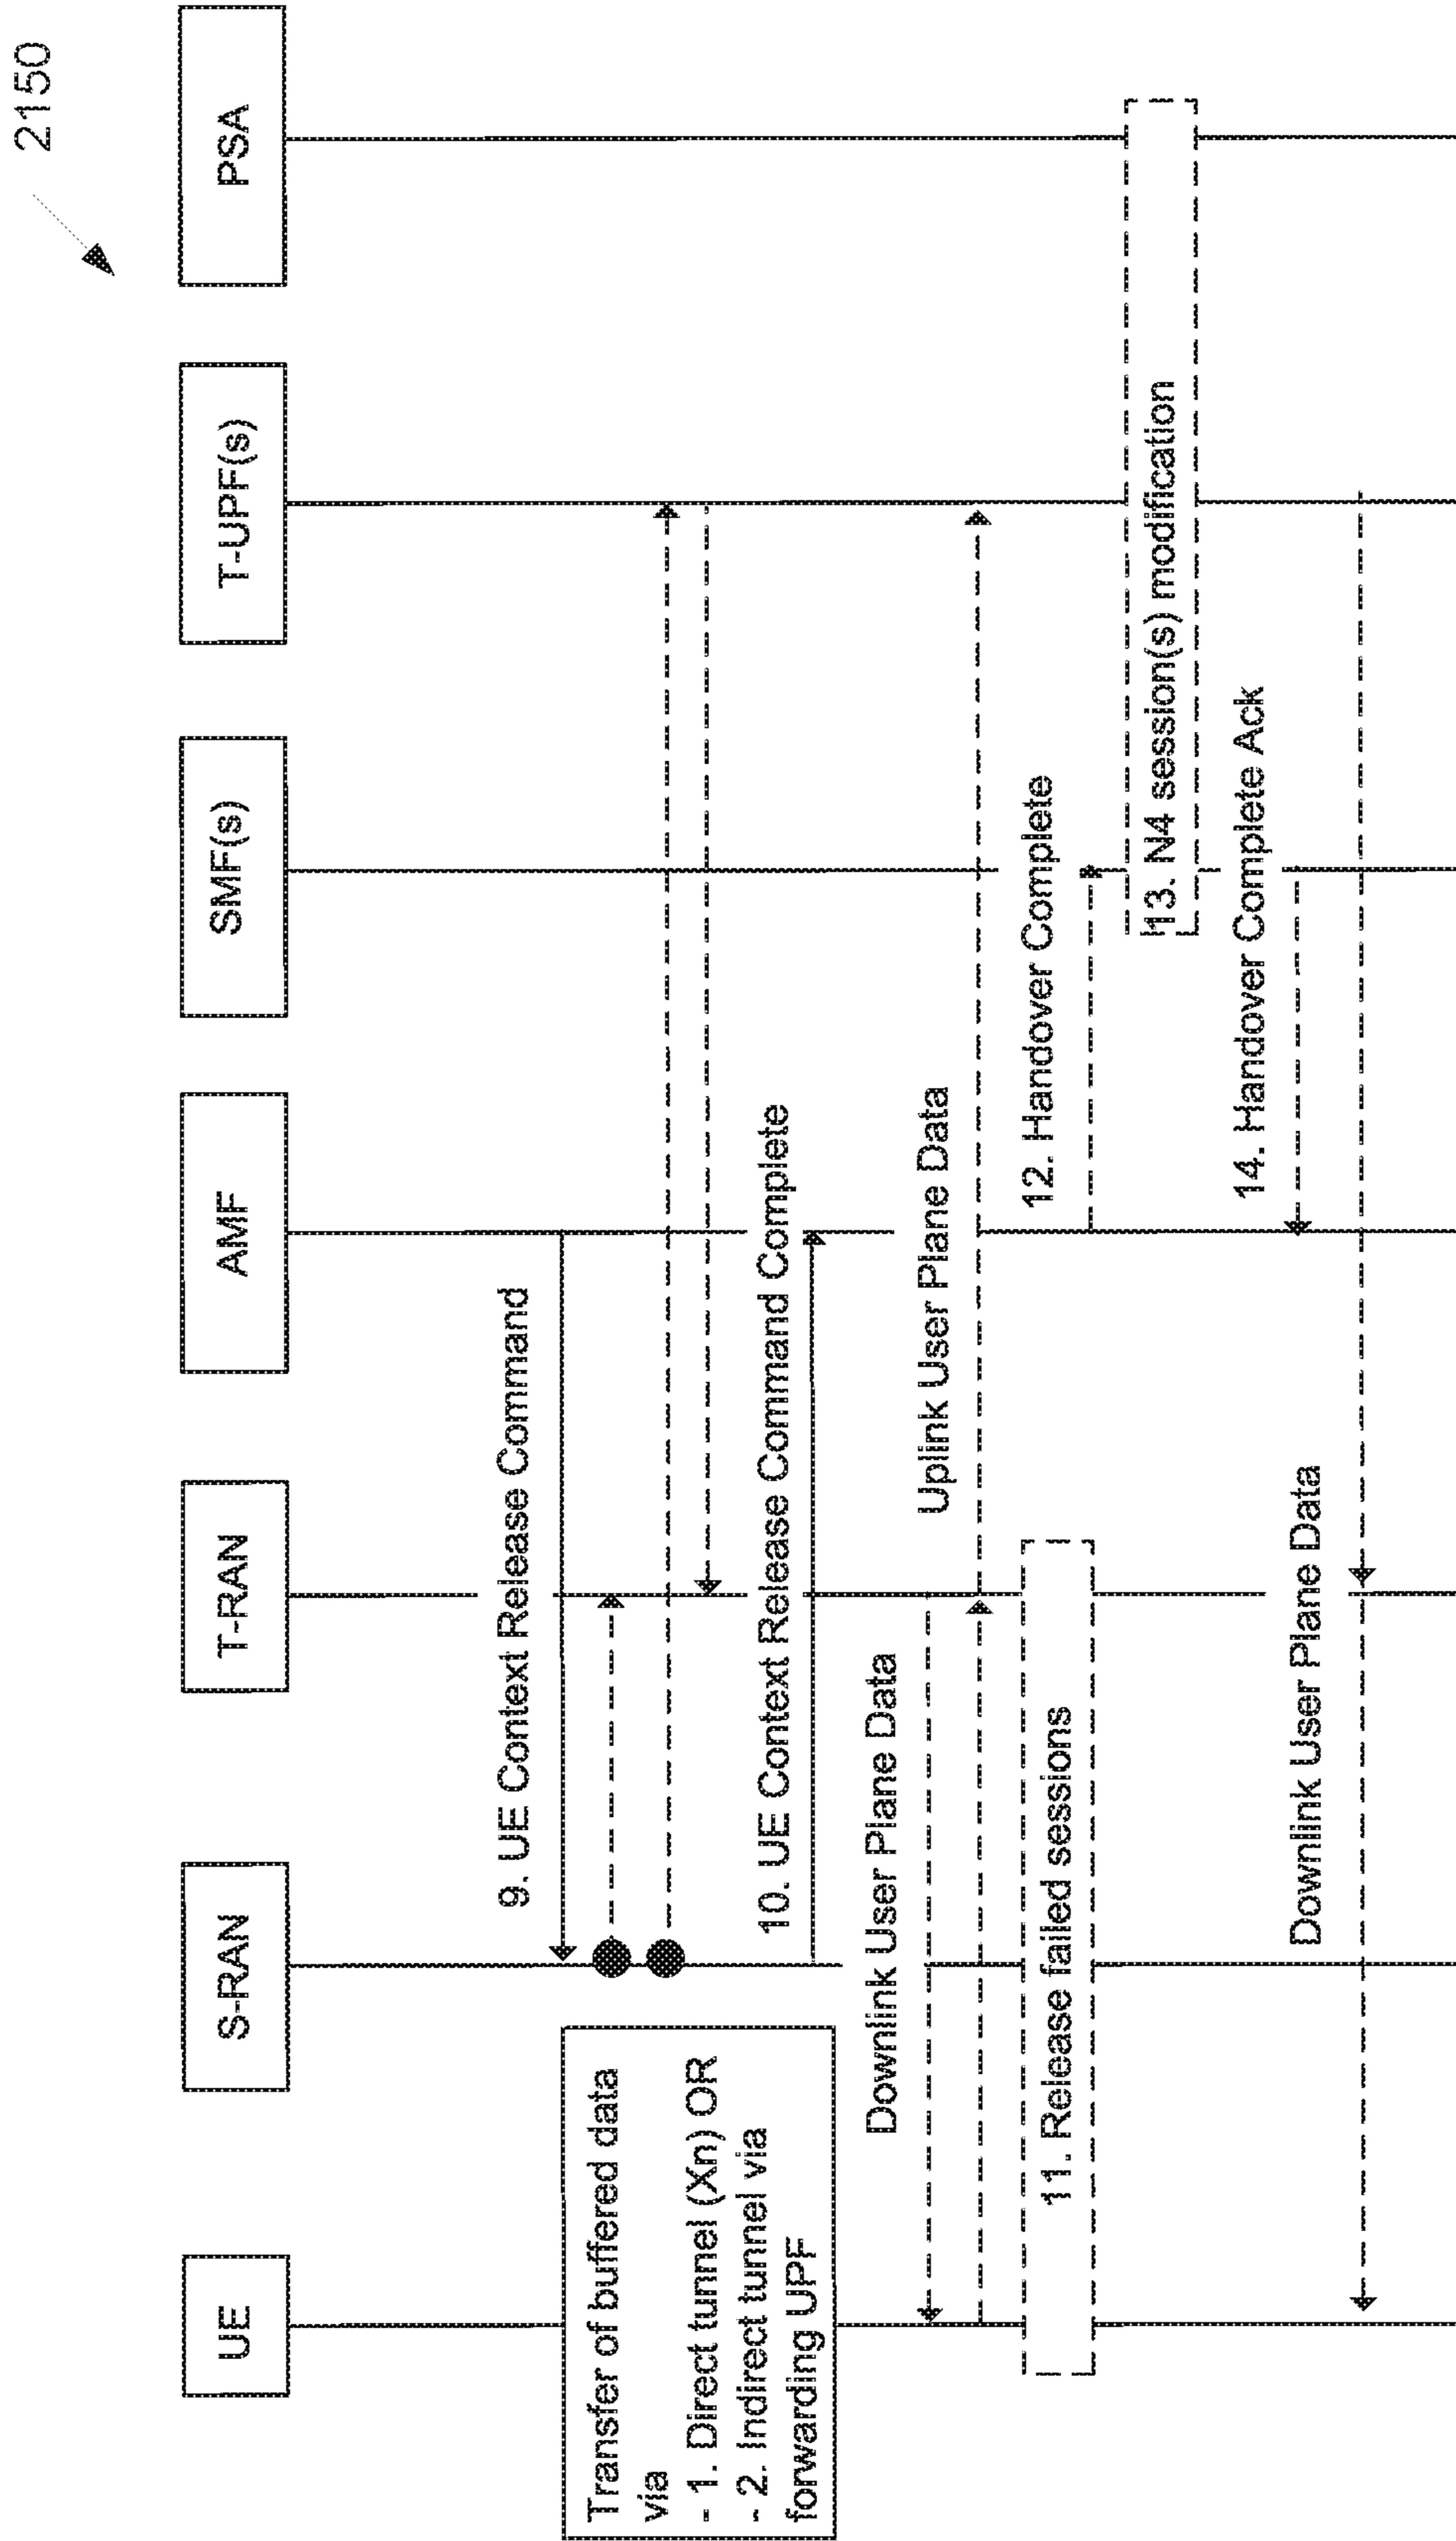 2150
UE
S-RAN
T-RAN
AMF
SMF(s)
T-UPF(s)
PSA
9. UE Context Release Command
Transfer of buffered data
via
- 1. Direct tunnel (Xn) OR
- 2. Indirect tunnel via
forwarding UPF
10. UE Context Release Command Complete
Downlink User Plane Data
Uplink User Plane Data
11. Release failed sessions
12. Handover Complete
13. N4 session(s) modification
14. Handover Complete Ack
Downlink User Plane Data